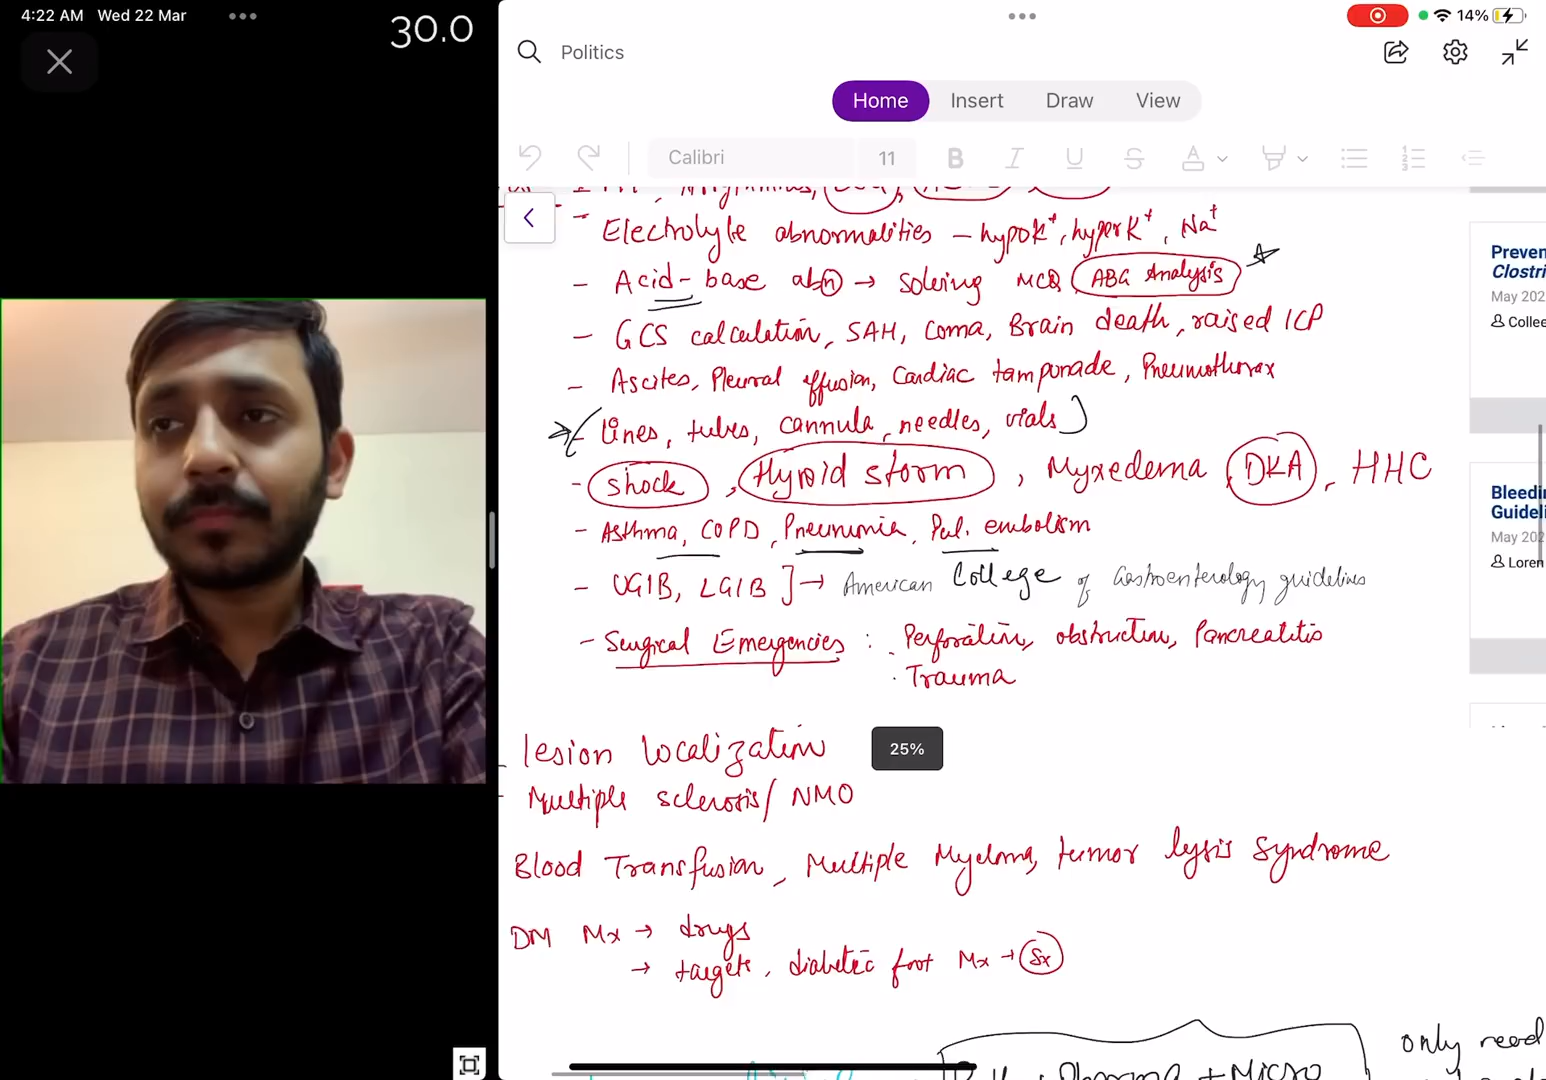 4:22 AM Wed 22 Mar
30.0
14%
Politics
Home Insert Draw View
Calibri 11 B I U S A
- Electrolyte abnormalities - hypoK+, hyperK+, Na+
- Acid-base abn → solving MCQ ABG Analysis
- GCS calculation, SAH, Coma, Brain death, raised ICP
- Ascites, Pleural effusion, Cardiac tamponade, Pneumothorax
- Lines, tubes, cannula, needles, vials
- Shock, Thyroid storm, Myxedema, DKA, HHC
- Asthma, COPD, Pneumonia, Pul. embolism
- UGIB, LGIB ] → American College of Gastroenterology guidelines
- Surgical Emergencies : . Perforation, obstruction, Pancreatitis
. Trauma
lesion localization
25%
- Multiple sclerosis/ NMO
Blood Transfusion, Multiple Myeloma, tumor lysis syndrome
DM Mx → drugs
→ targets, diabetic foot Mx → Sx
only read
+ Pharma + Micro
Preven
Clostri
May 202
Collee
Bleedin
Guideli
May 202
Loren